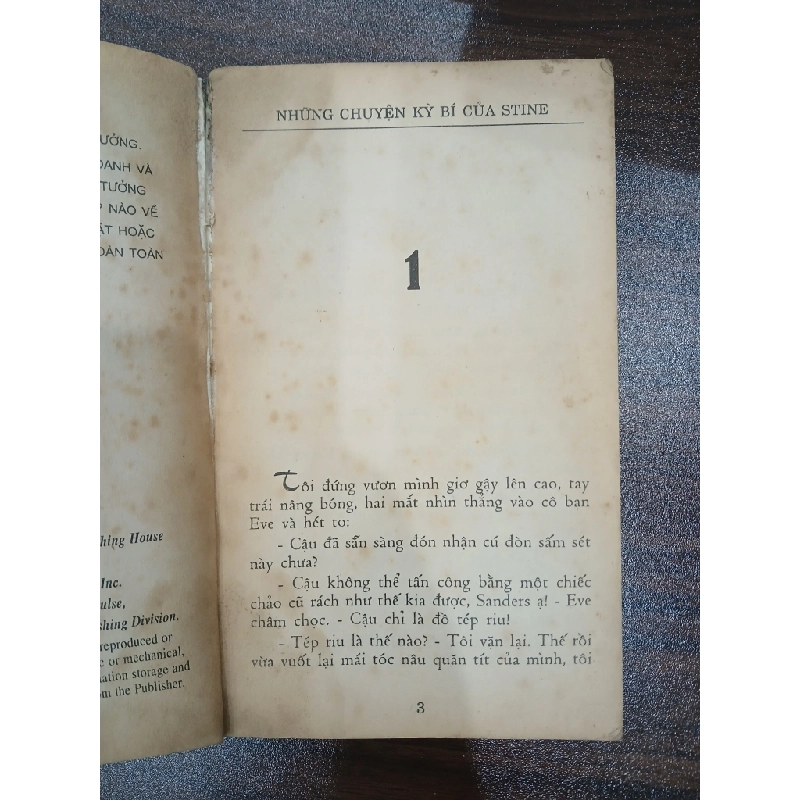 ƯỞNG,
DANH VÀ
TƯỞNG
NÀO VỀ
ẬT HOẶC
OÀN TOÀN
hing House
Inc.
ulse,
shing Division.
reproduced or
e or mechanical,
nation storage and
om the Publisher.
NHỮNG CHUYỆN KỲ BÍ CỦA STINE
1
Tôi đứng vươn mình giơ gậy lên cao, tay
trái nâng bóng, hai mắt nhìn thẳng vào cô bạn
Eve và hét to:
- Cậu đã sẵn sàng đón nhận cú đòn sấm sét
này chưa?
- Cậu không thể tấn công bằng một chiếc
chảo cũ rách như thế kia được, Sanders ạ! - Eve
châm chọc. - Cậu chỉ là đồ tép riu!
- Tép riu là thế nào? - Tôi vặn lại. Thế rồi
vừa vuốt lại mái tóc nâu quăn tít của mình, tôi
3